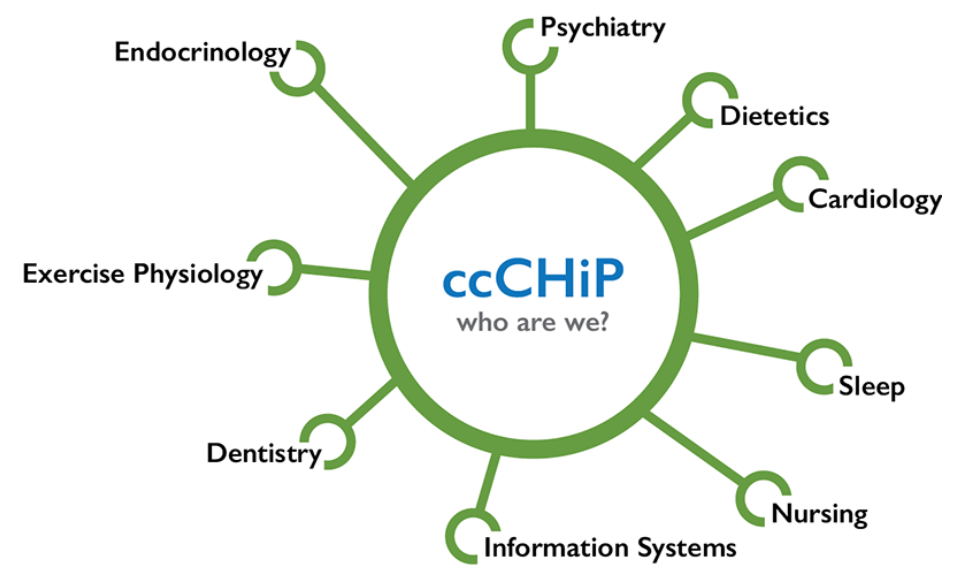 Psychiatry
Endocrinology
Dietetics
Cardiology
Exercise Physiology
ccCHiP
who are we?
Sleep
Dentistry
Nursing
Information Systems